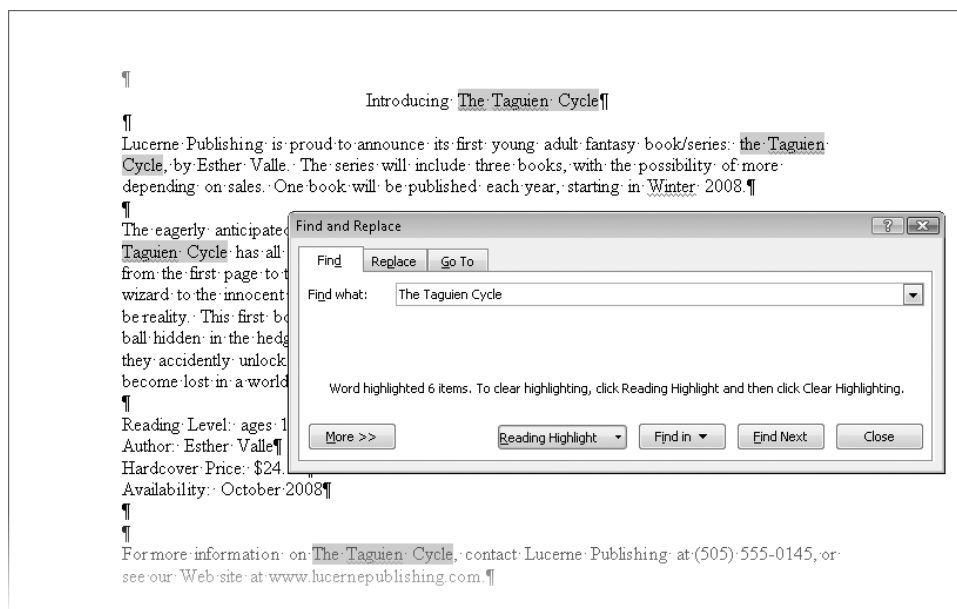 ¶
Introducing The Taguien Cycle¶
¶
Lucerne Publishing is proud to announce its first young adult fantasy book/series: the Taguien
Cycle, by Esther Valle. The series will include three books, with the possibility of more
depending on sales. One book will be published each year, starting in Winter 2008.¶
¶
The eagerly anticipated
Taguien Cycle has all
from the first page to t
wizard to the innocent
be reality. This first bo
ball hidden in the hedg
they accidently unlock
become lost in a world
¶
Reading Level: ages 1
Author: Esther Valle¶
Hardcover Price: $24.
Availability: October 2008¶
¶
¶
For more information on The Taguien Cycle, contact Lucerne Publishing at (505) 555-0145, or
see our Web site at www.lucernepublishing.com.¶
Find and Replace
Find Replace Go To
Find what: The Taguien Cycle
Word highlighted 6 items. To clear highlighting, click Reading Highlight and then click Clear Highlighting.
More >> Reading Highlight Find in Find Next Close